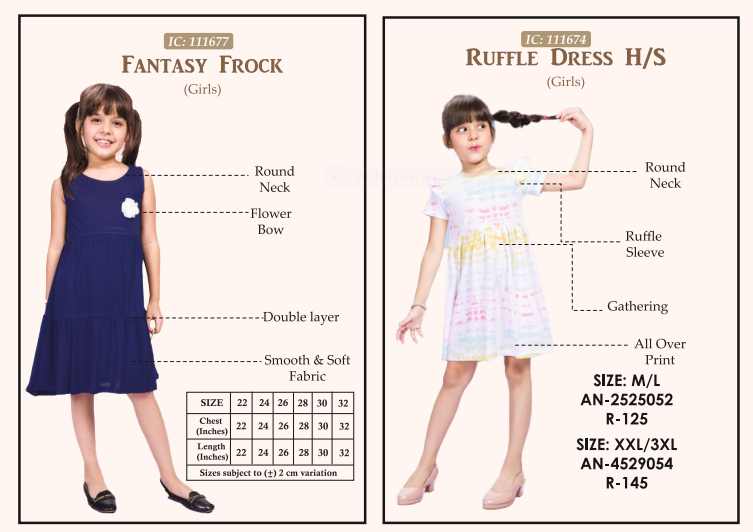 IC: 111677
FANTASY FROCK
(Girls)
Round
Neck
Flower
Bow
Double layer
Smooth & Soft
Fabric
SIZE 22 24 26 28 30 32
Chest
(Inches) 22 24 26 28 30 32
Length
(Inches) 22 24 26 28 30 32
Sizes subject to (±) 2 cm variation
IC: 111674
RUFFLE DRESS H/S
(Girls)
Round
Neck
Ruffle
Sleeve
Gathering
All Over
Print
SIZE: M/L
AN-2525052
R-125
SIZE: XXL/3XL
AN-4529054
R-145